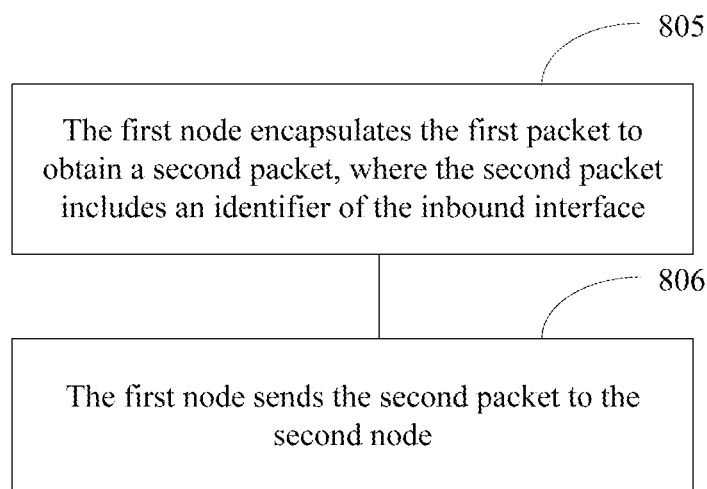 805
The first node encapsulates the first packet to
obtain a second packet, where the second packet
includes an identifier of the inbound interface
806
The first node sends the second packet to the
second node